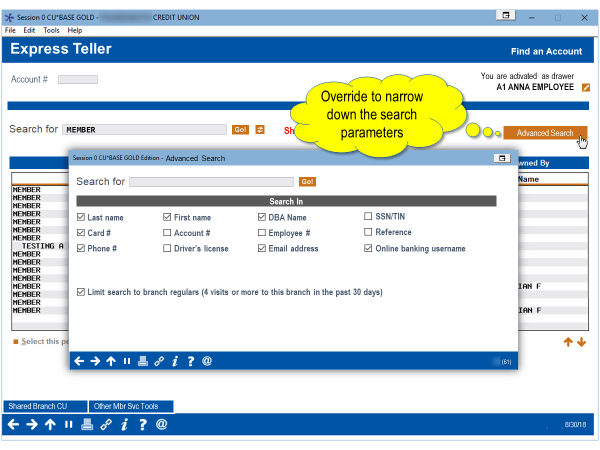 Session 0 CU*BASE GOLD - CREDIT UNION
File Edit Tools Help
Express Teller
Find an Account
Account #
You are activated as drawer
A1 ANNA EMPLOYEE
Override to narrow
down the search
parameters
Search for MEMBER Go!
Advanced Search
Session 0 CU*BASE GOLD Edition - Advanced Search
Search for Go!
Search In
Last name First name DBA Name SSN/TIN
Card # Account # Employee # Reference
Phone # Driver's license Email address Online banking username
Limit search to branch regulars (4 visits or more to this branch in the past 30 days)
i ? @ (61)
wned By
Name
MEMBER
MEMBER
MEMBER
MEMBER
MEMBER
MEMBER
MEMBER
TESTING A
MEMBER
MEMBER
MEMBER
MEMBER
MEMBER IAN F
MEMBER
MEMBER
MEMBER IAN F
Select this pe
Shared Branch CU Other Mbr Svc Tools
i ? @ 8/30/18